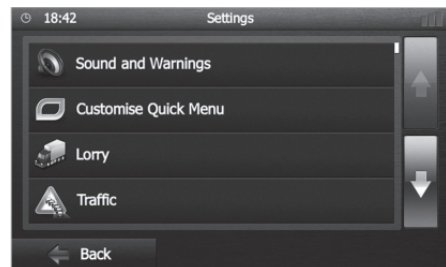 18:42 Settings
Sound and Warnings
Customise Quick Menu
Lorry
Traffic
Back